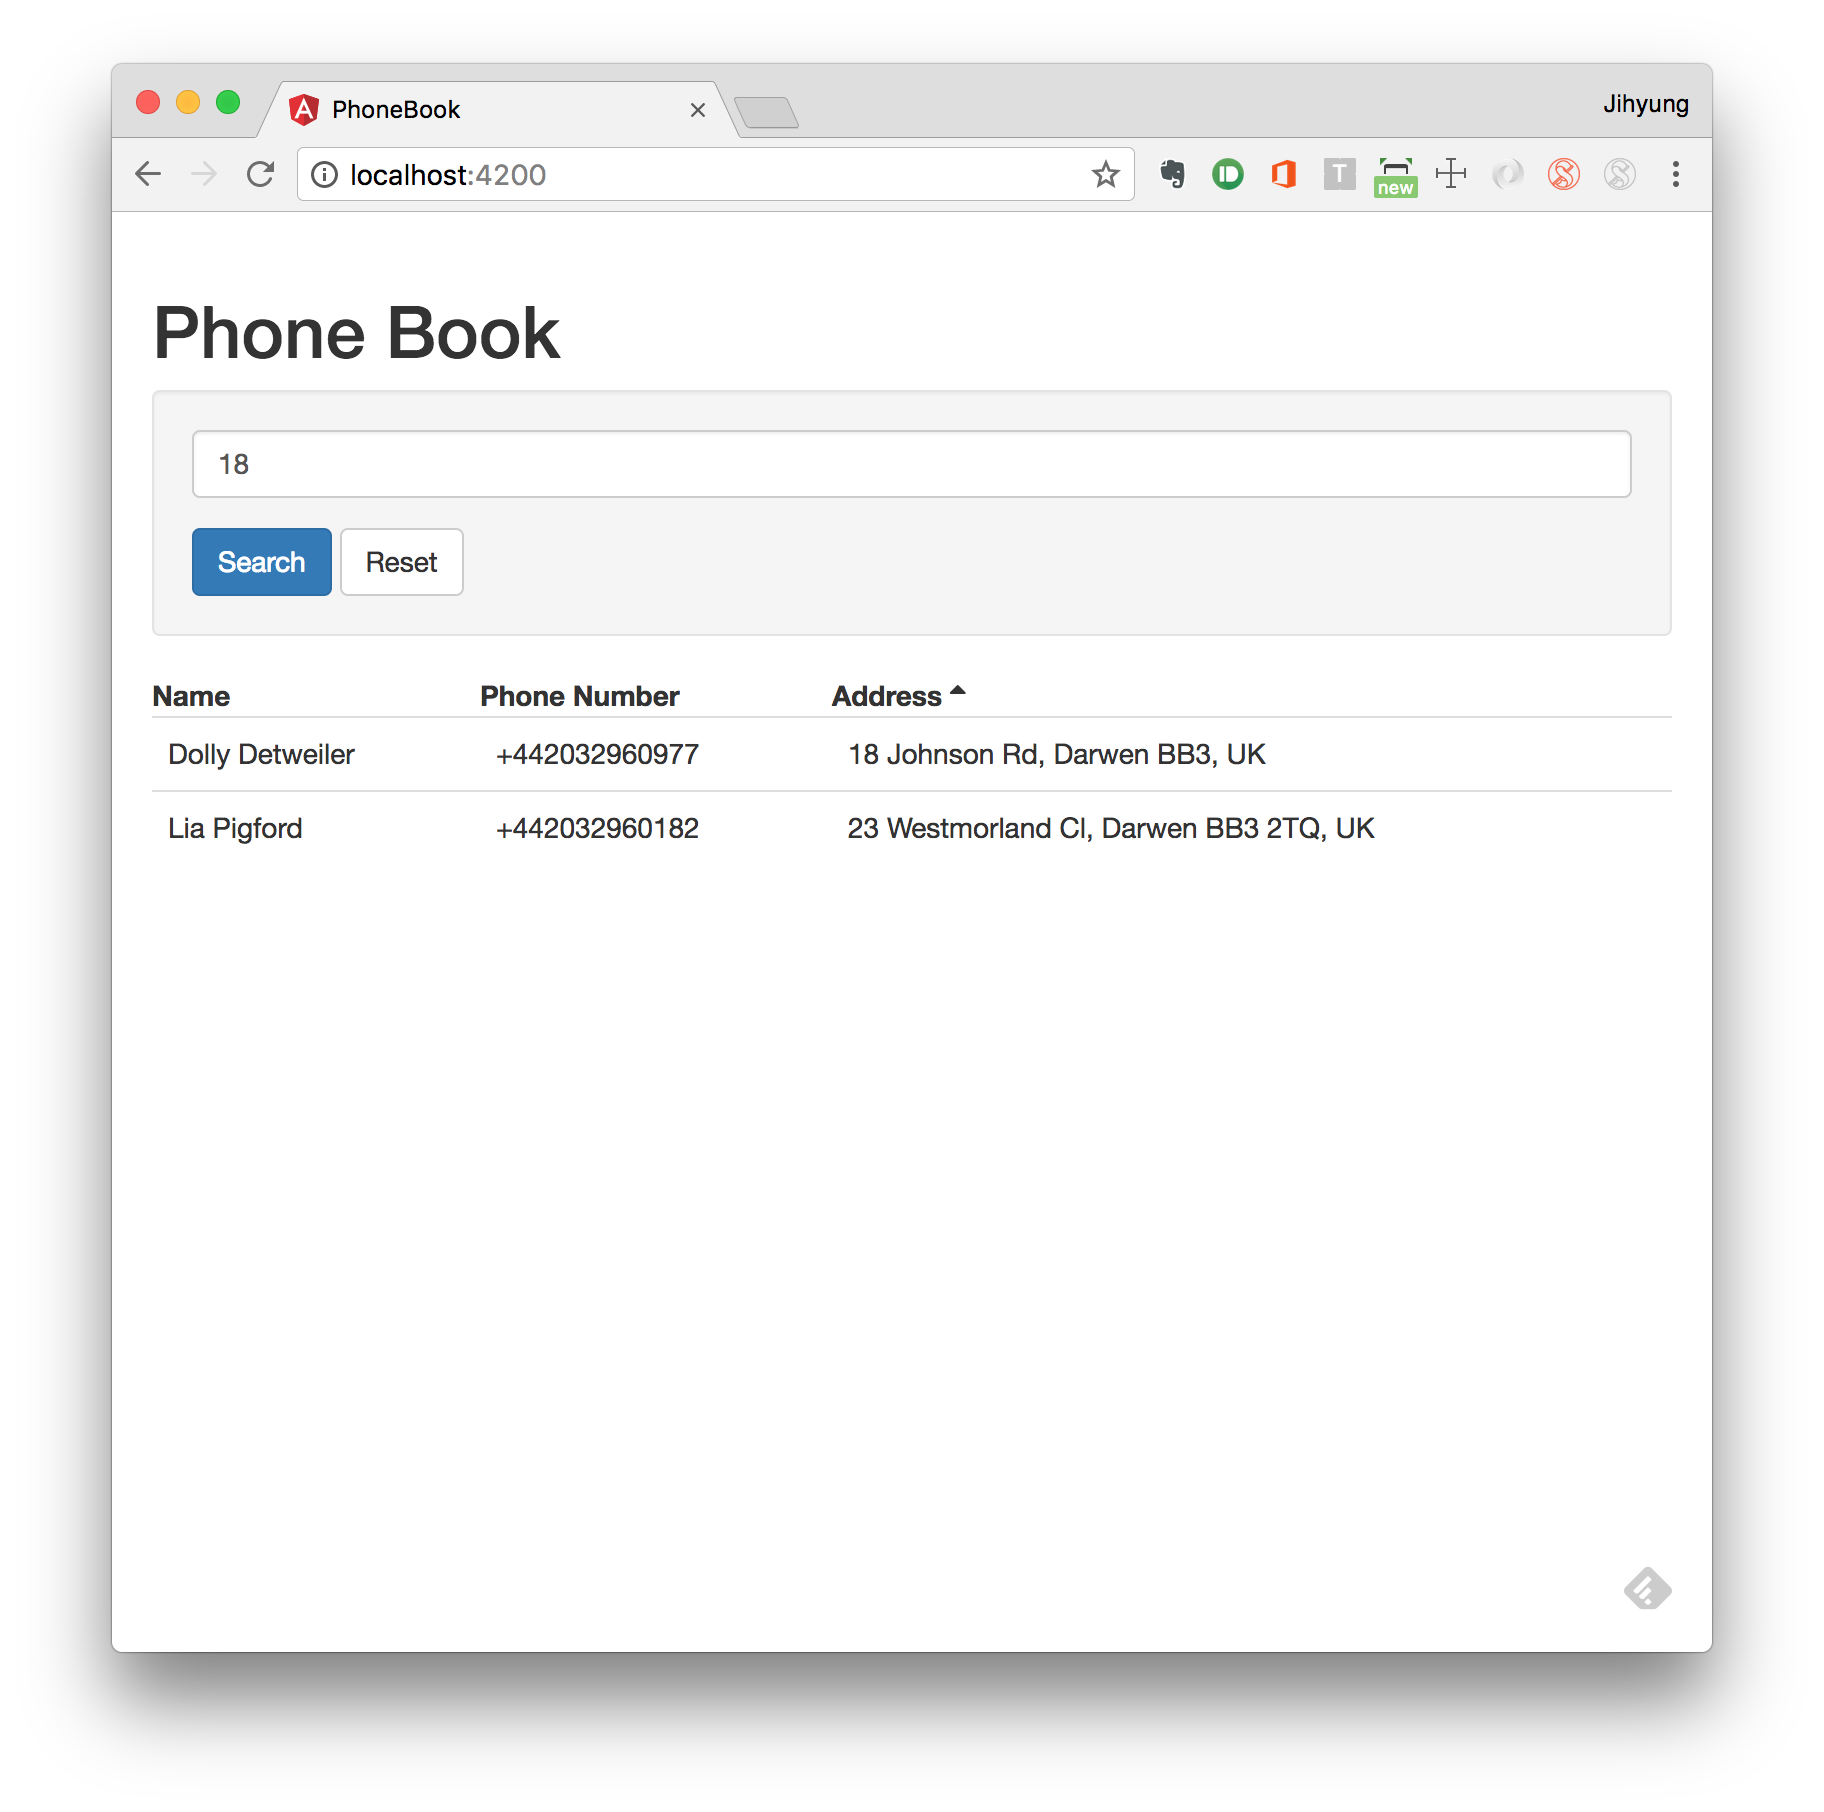 PhoneBook
Jihyung
localhost:4200
T
new
Phone Book
18
Search Reset
Name Phone Number Address
Dolly Detweiler +442032960977 18 Johnson Rd, Darwen BB3, UK
Lia Pigford +442032960182 23 Westmorland Cl, Darwen BB3 2TQ, UK